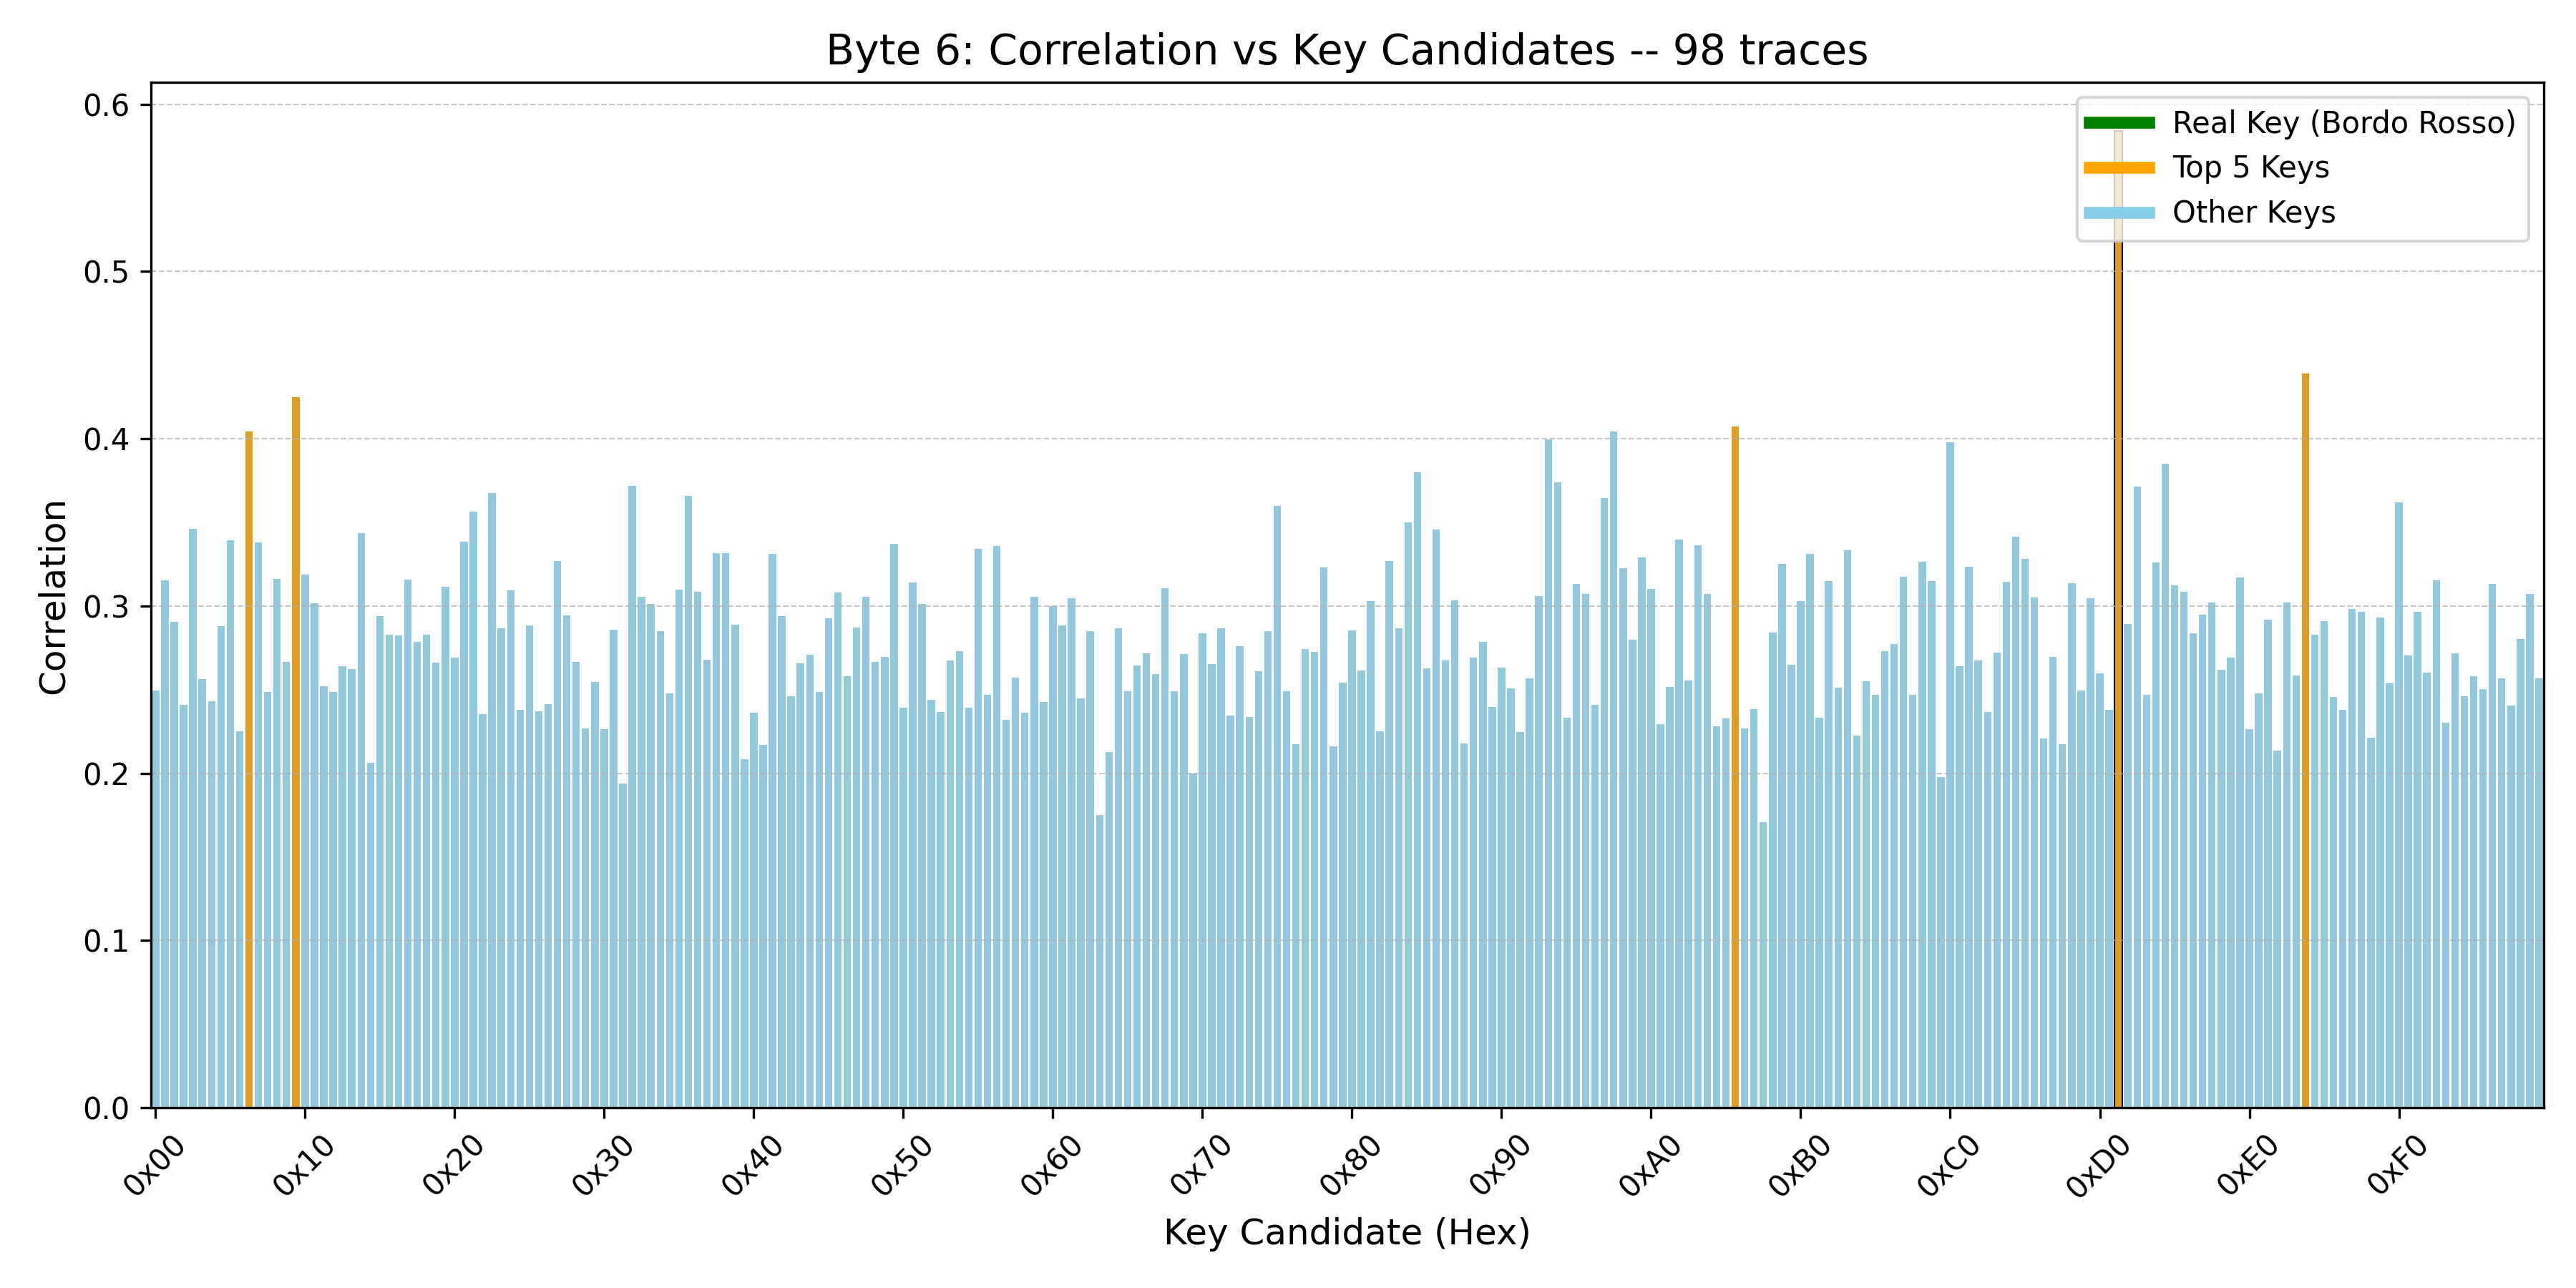 Byte 6: Correlation vs Key Candidates -- 98 traces
Real Key (Bordo Rosso)
Top 5 Keys
Other Keys
Correlation
0.6
0.5
0.4
0.3
0.2
0.1
0.0
0x00 0x10 0x20 0x30 0x40 0x50 0x60 0x70 0x80 0x90 0xA0 0xB0 0xC0 0xD0 0xE0 0xF0
Key Candidate (Hex)